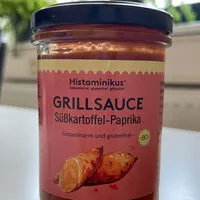 Histaminikus®
GRILLSAUCE
Süßkartoffel-Paprika
histaminarm und glutenfrei
BIO